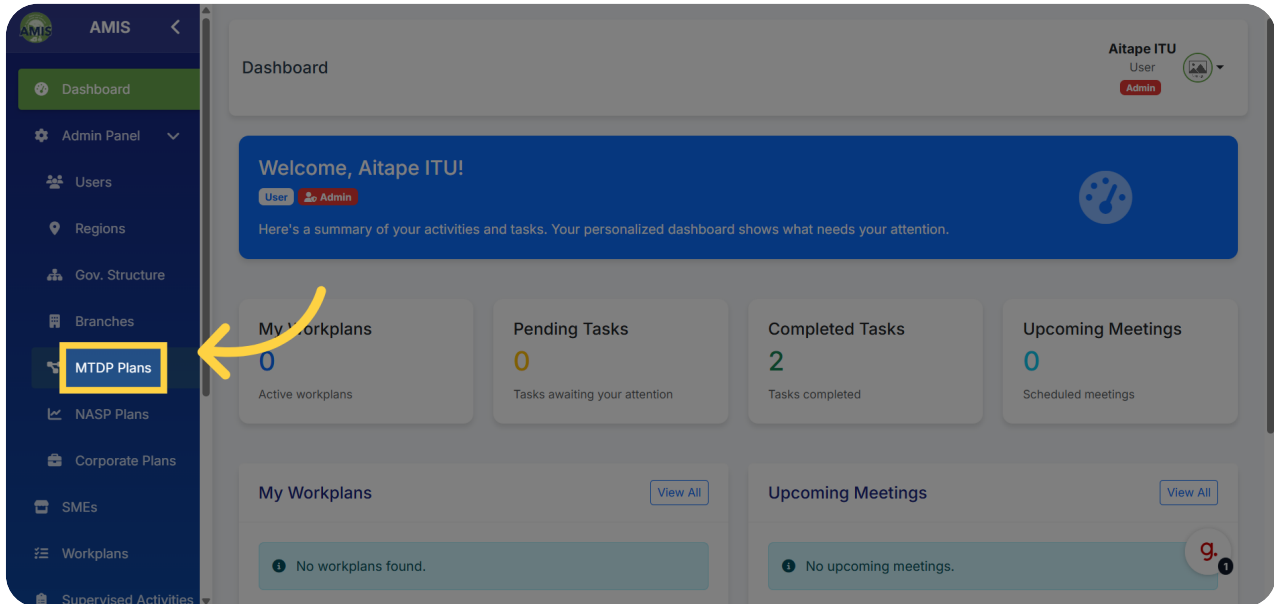 AMIS
AMIS
Dashboard
Admin Panel
Users
Regions
Gov. Structure
Branches
MTDP Plans
NASP Plans
Corporate Plans
SMEs
Workplans
Supervised Activities
Dashboard
Aitape ITU
User
Admin
Welcome, Aitape ITU!
User
Admin
Here's a summary of your activities and tasks. Your personalized dashboard shows what needs your attention.
My Workplans
0
Active workplans
Pending Tasks
0
Tasks awaiting your attention
Completed Tasks
2
Tasks completed
Upcoming Meetings
0
Scheduled meetings
My Workplans
View All
No workplans found.
Upcoming Meetings
View All
No upcoming meetings.
g.
1